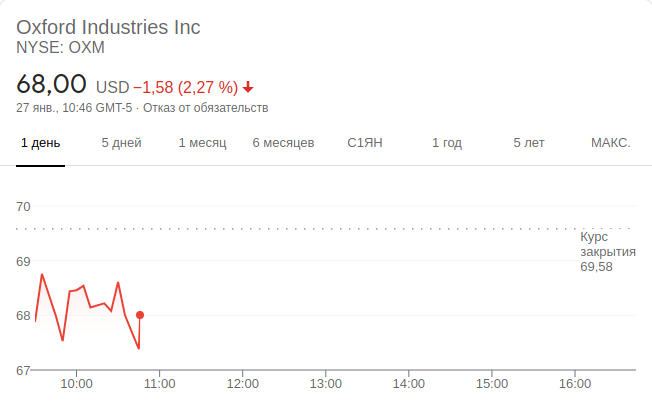 Oxford Industries Inc
NYSE: OXM
68,00 USD −1,58 (2,27 %)
27 янв., 10:46 GMT-5 · Отказ от обязательств
1 день 5 дней 1 месяц 6 месяцев С1ЯН 1 год 5 лет МАКС.
70
Курс
закрытия
69,58
69
68
67
10:00 11:00 12:00 13:00 14:00 15:00 16:00